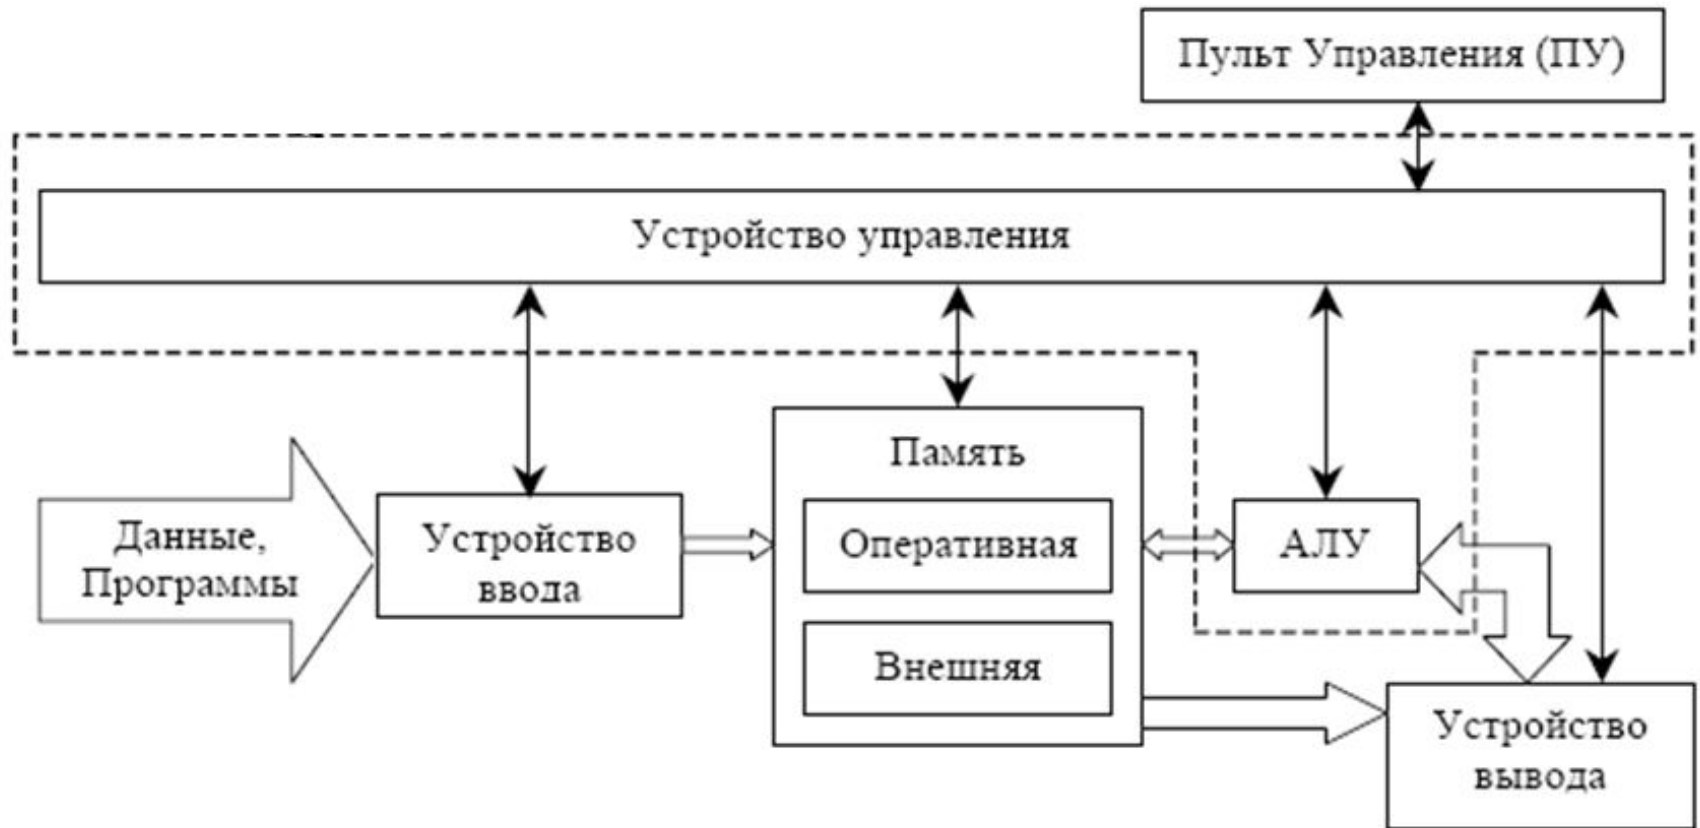 Пульт Управления (ПУ)
Устройство управления
Память
Данные,
Программы
Устройство
ввода
Оперативная
АЛУ
Внешняя
Устройство
вывода